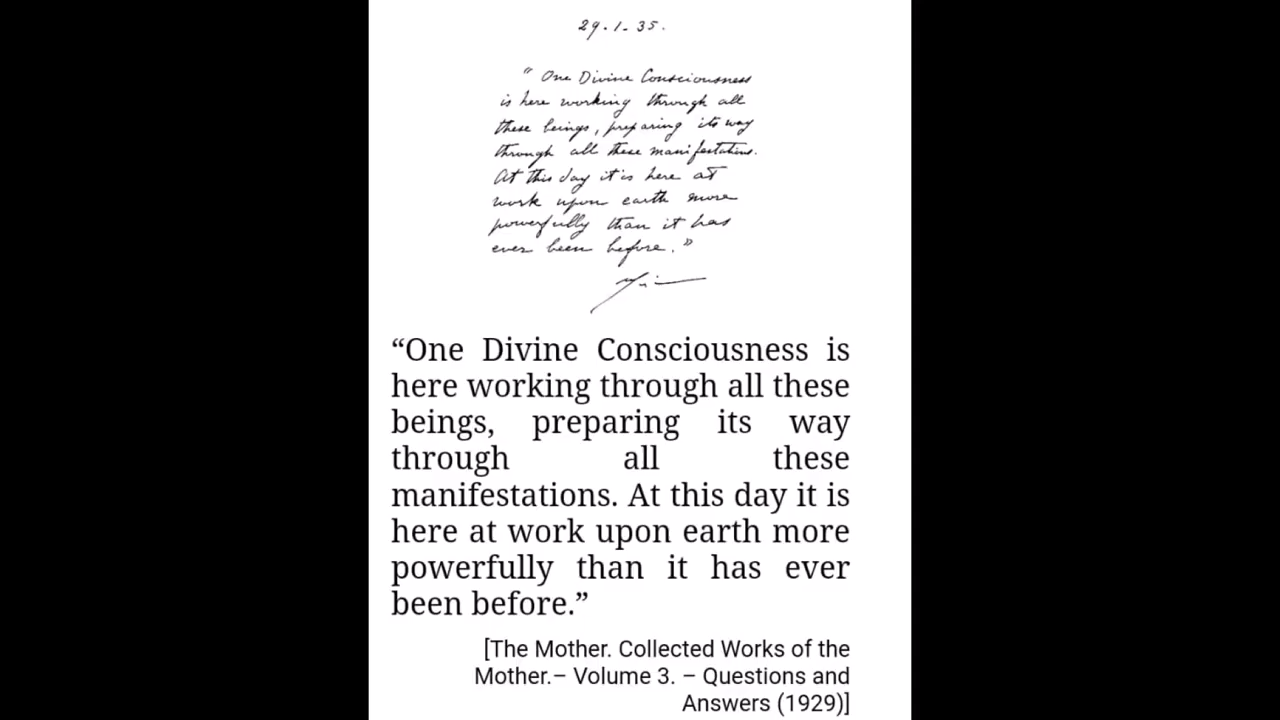 29.1.35.
“One Divine Consciousness
is here working through all
these beings, preparing its way
through all these manifestations.
At this day it is here at
work upon earth more
powerfully than it has
ever been before.”
“One Divine Consciousness is
here working through all these
beings, preparing its way
through all these
manifestations. At this day it is
here at work upon earth more
powerfully than it has ever
been before.”
[The Mother. Collected Works of the
Mother.– Volume 3. – Questions and
Answers (1929)]